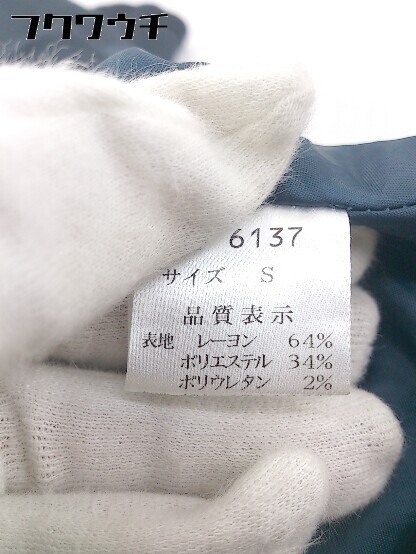 フクワウチ
6137
サイズ S
品質表示
表地 レーヨン 64%
ポリエステル 34%
ポリウレタン 2%